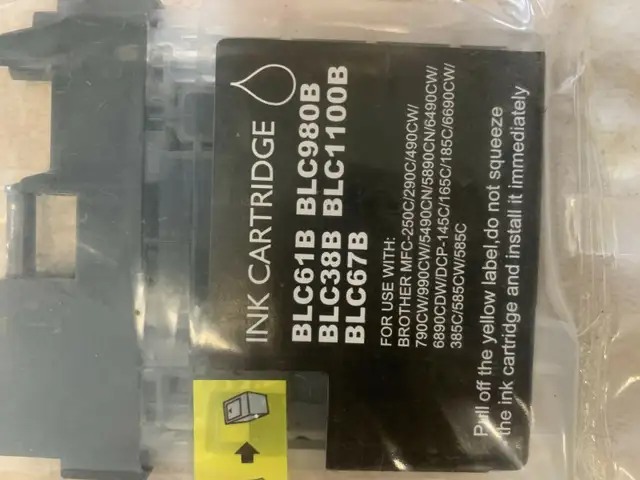 INK CARTRIDGE
BLC61B BLC980B
BLC38B BLC1100B
BLC67B
FOR USE WITH:
BROTHER MFC-250C/290C/490CW/
790CW/990CW/5490CN/5890CN/6490CW/
6890CDW/DCP-145C/165C/185C/6690CW/
385C/585CW/585C
Pull off the yellow label,do not squeeze
the ink cartridge and install it immediately